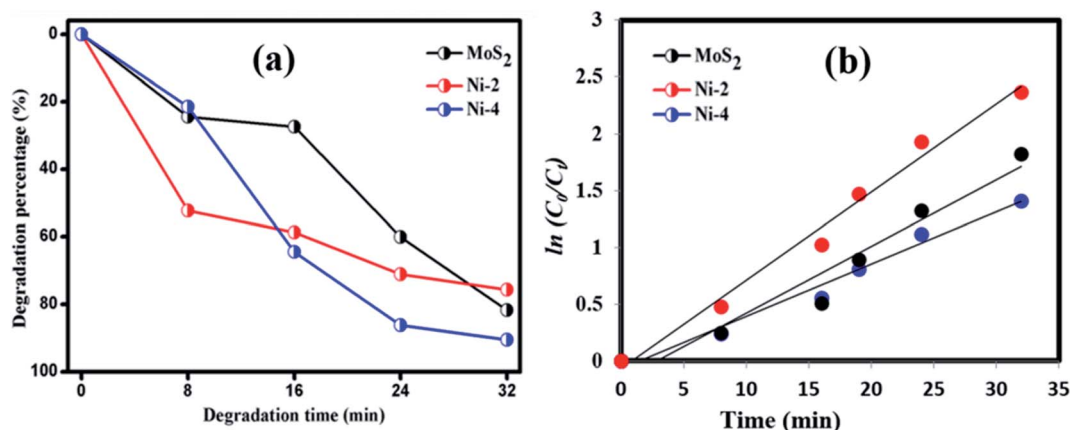 (a)
MoS2
Ni-2
Ni-4
0
20
40
60
80
100
Degradation percentage (%)
0 8 16 24 32
Degradation time (min)
(b)
MoS2
Ni-2
Ni-4
3
2.5
2
1.5
1
0.5
0
ln (C0/Ct)
0 5 10 15 20 25 30 35
Time (min)